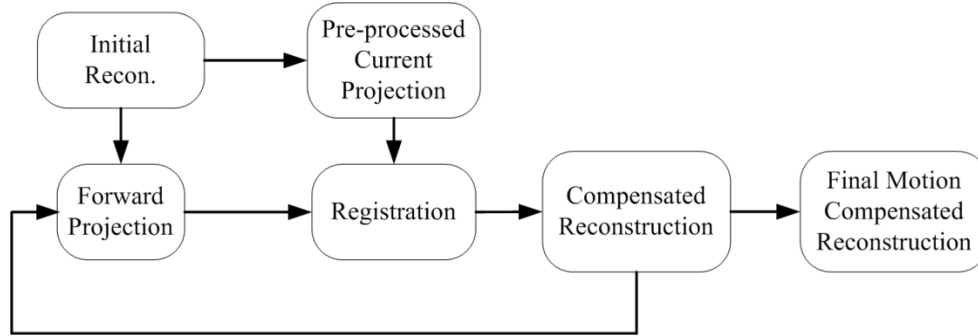 Initial
Recon.
Pre-processed
Current
Projection
Forward
Projection
Registration
Compensated
Reconstruction
Final Motion
Compensated
Reconstruction